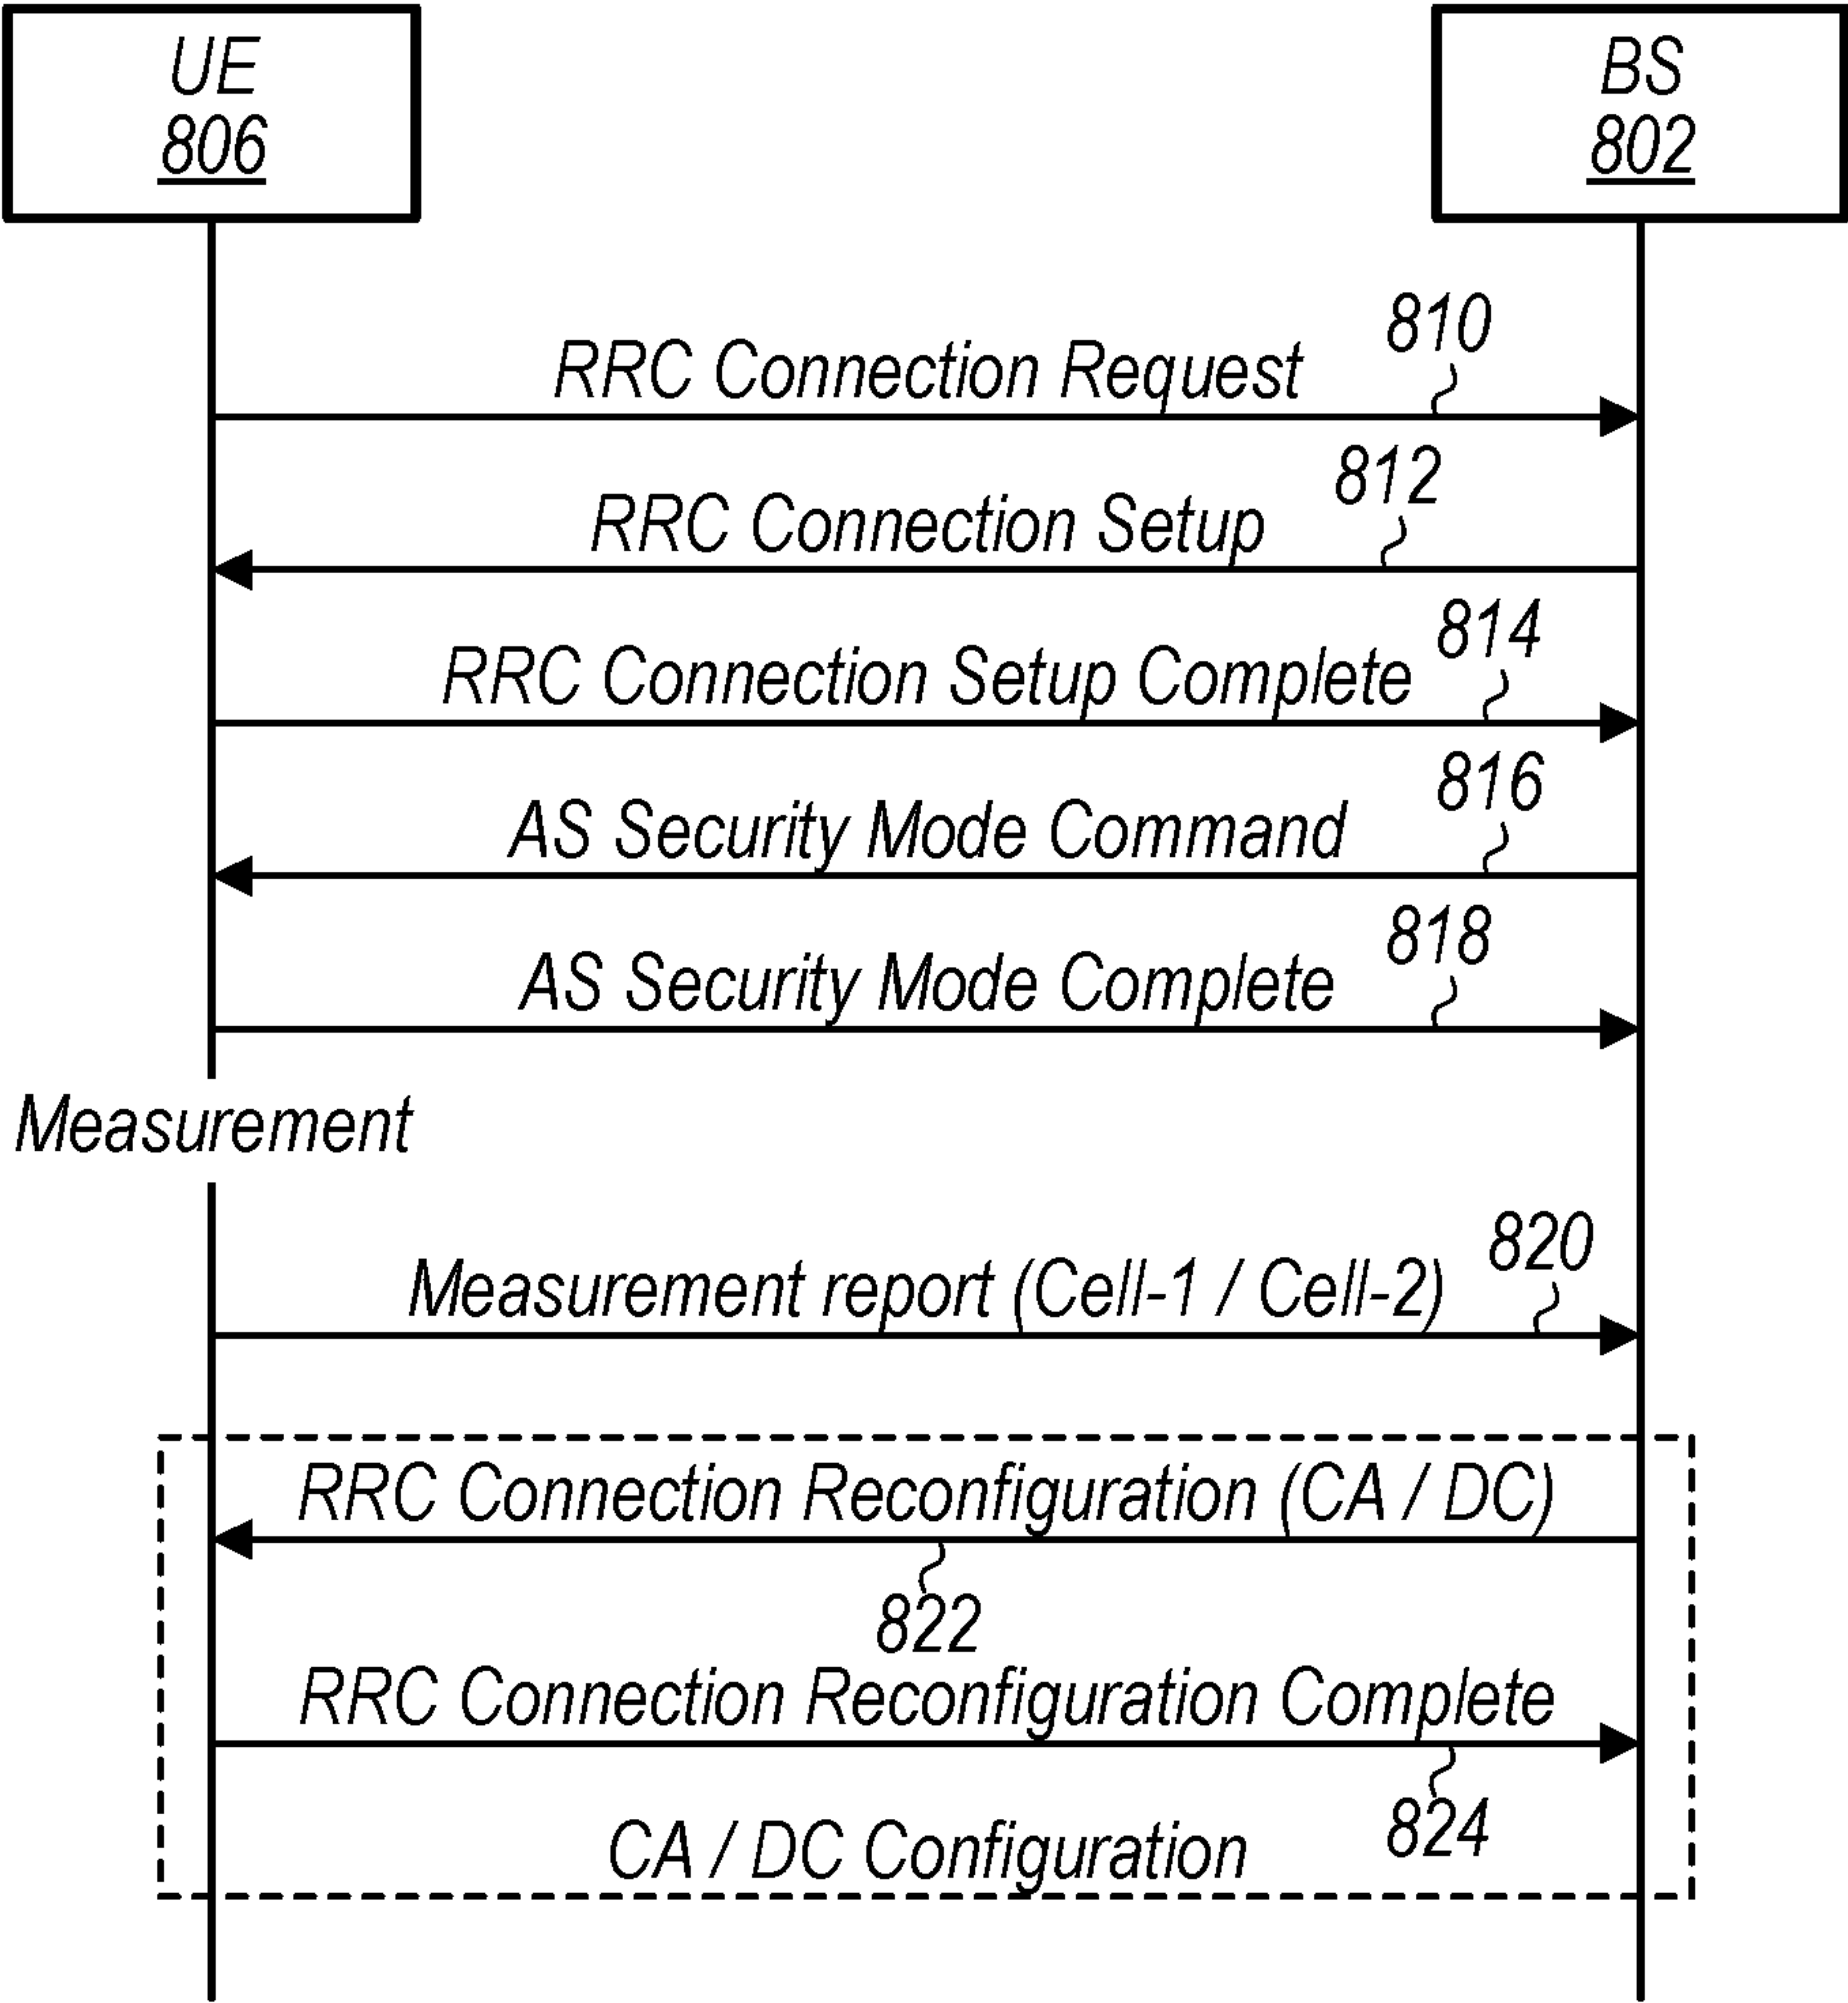 UE
806
BS
802
810
RRC Connection Request
812
RRC Connection Setup
814
RRC Connection Setup Complete
816
AS Security Mode Command
818
AS Security Mode Complete
Measurement
820
Measurement report (Cell-1 / Cell-2)
RRC Connection Reconfiguration (CA / DC)
822
RRC Connection Reconfiguration Complete
824
CA / DC Configuration